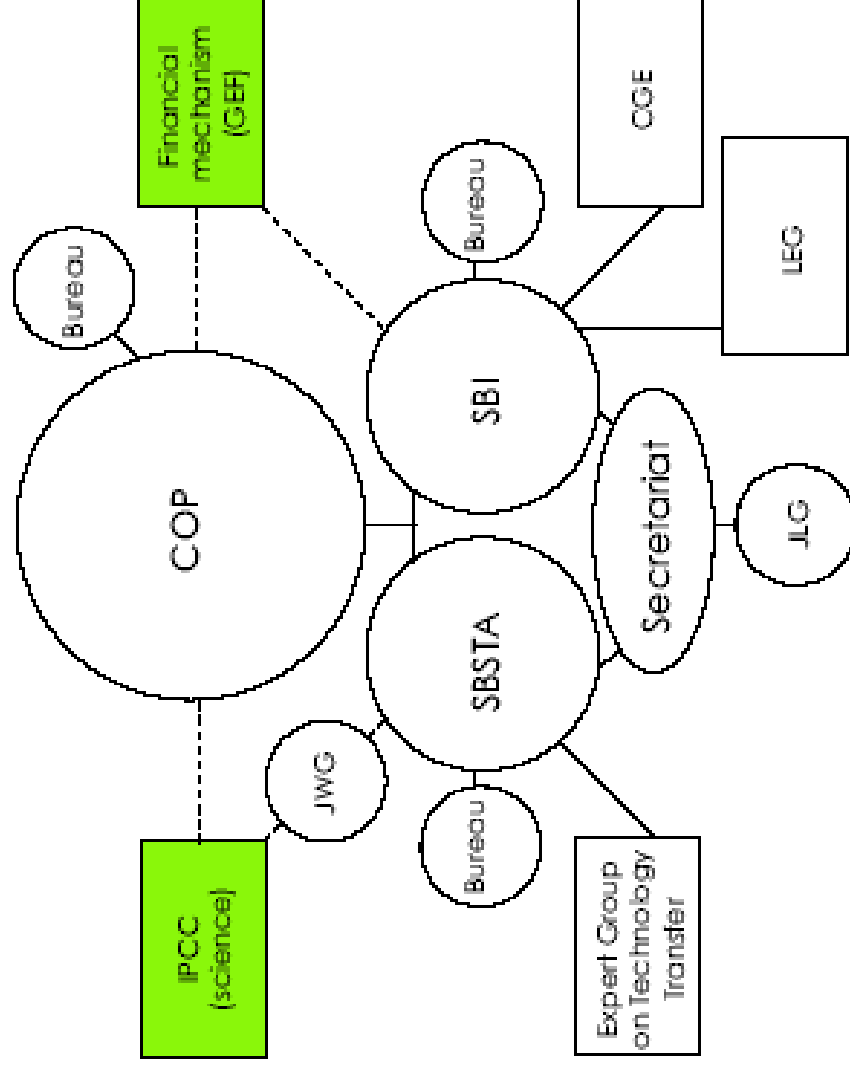 Bureau
IPCC
(science)
COP
Financial
mechanism
(GEF)
JWG
Bureau
SBSTA
SBI
Bureau
Expert Group
on Technology
Transfer
Secretariat
CGE
LEG
JLG